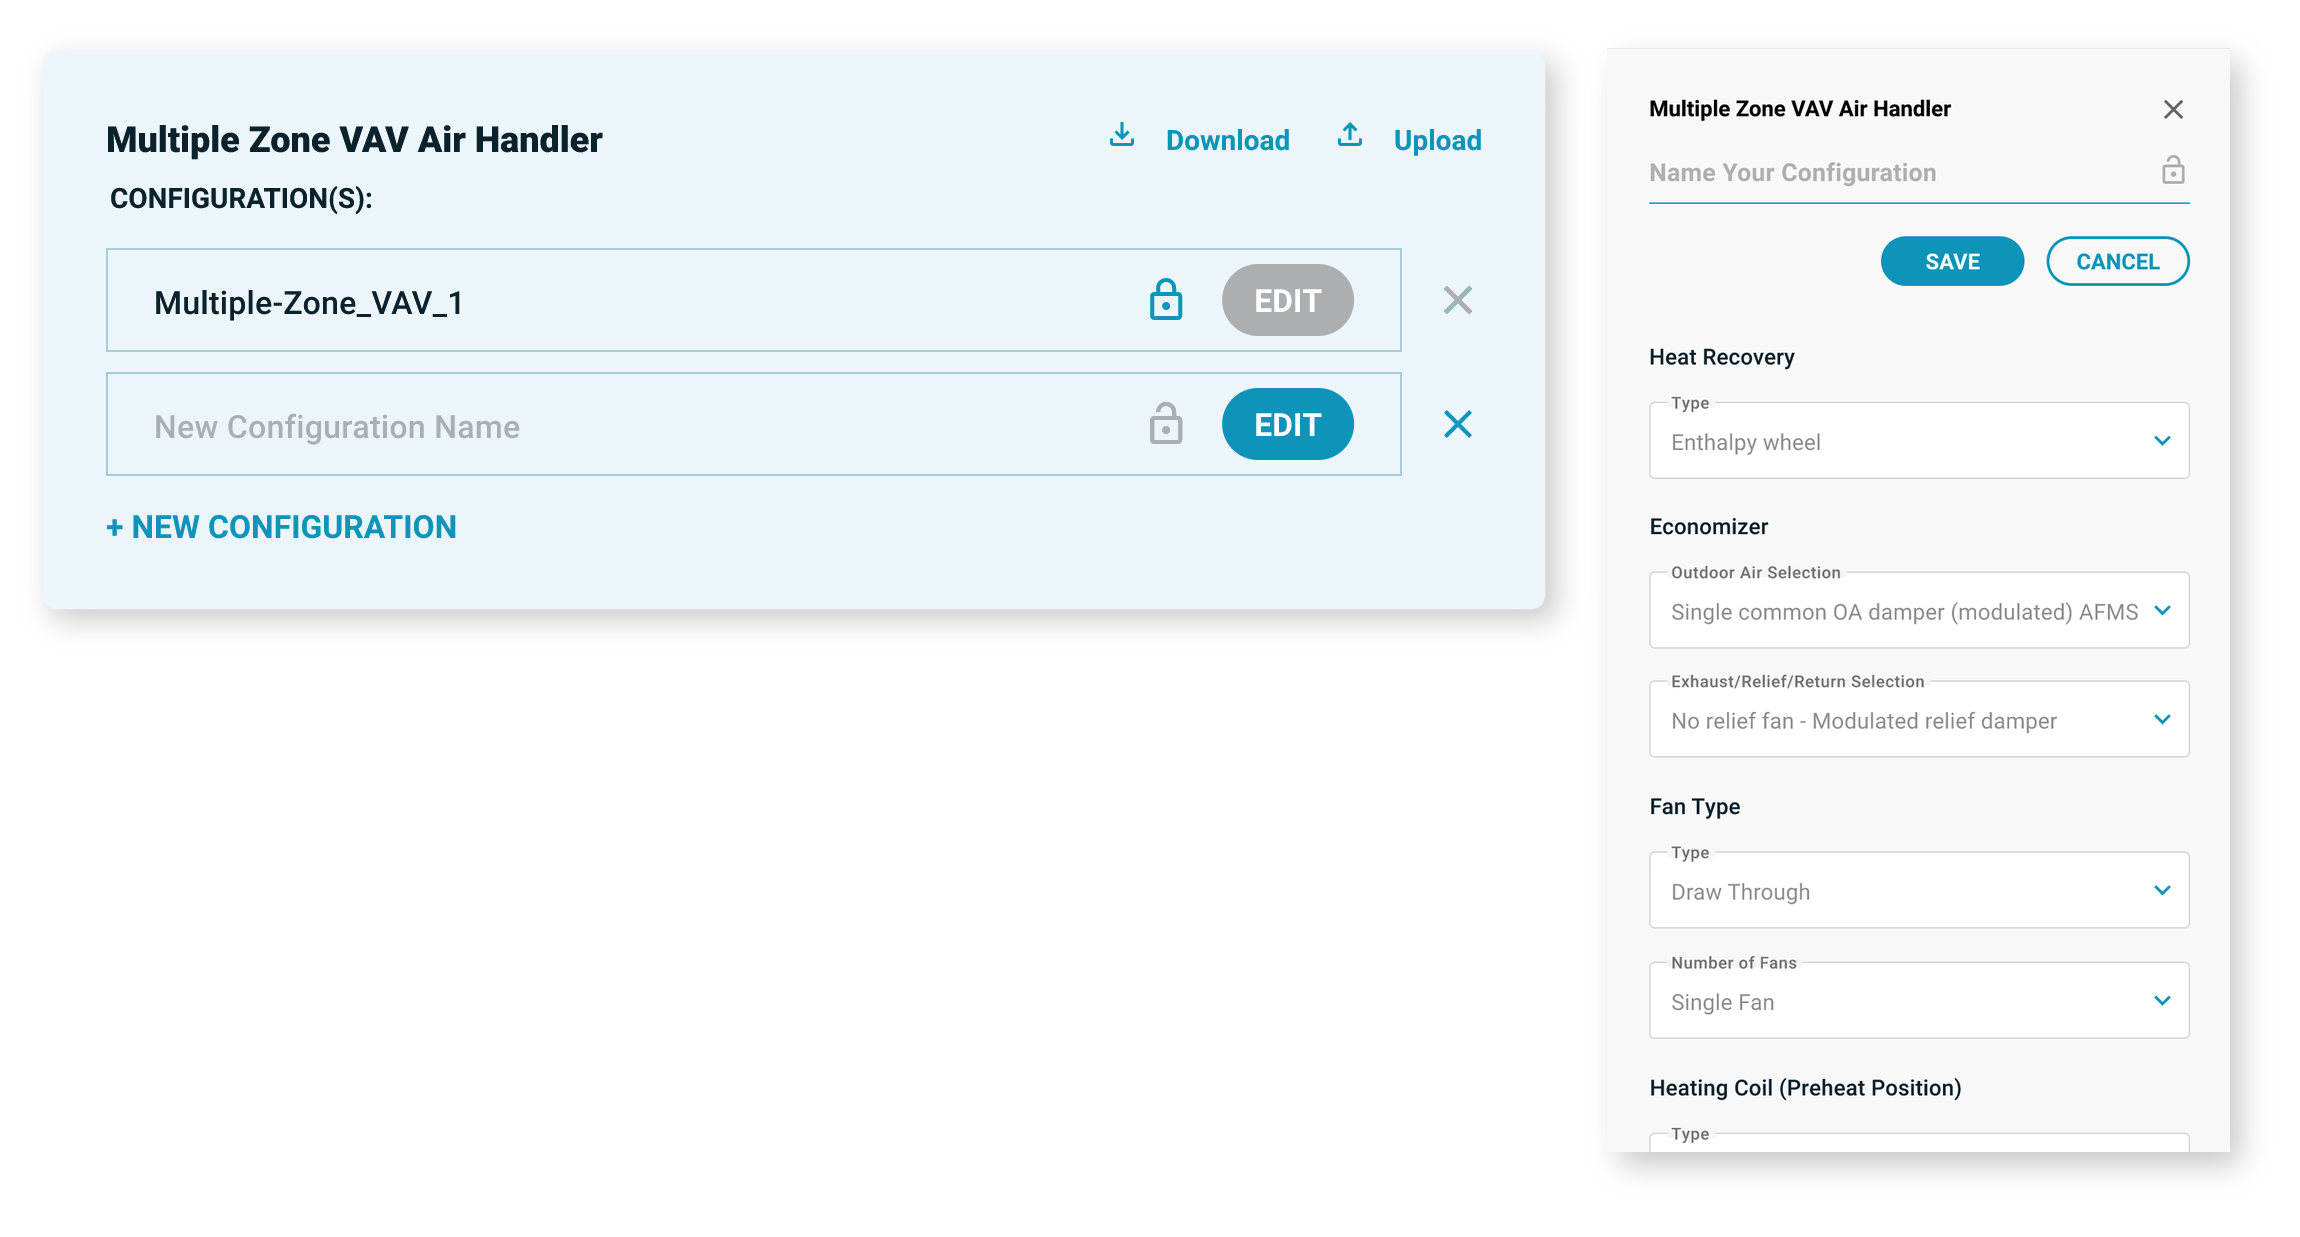 Multiple Zone VAV Air Handler
Download
Upload
CONFIGURATION(S):
Multiple-Zone_VAV_1
EDIT
New Configuration Name
EDIT
+ NEW CONFIGURATION
Multiple Zone VAV Air Handler
Name Your Configuration
SAVE
CANCEL
Heat Recovery
Type
Enthalpy wheel
Economizer
Outdoor Air Selection
Single common OA damper (modulated) AFMS
Exhaust/Relief/Return Selection
No relief fan - Modulated relief damper
Fan Type
Type
Draw Through
Number of Fans
Single Fan
Heating Coil (Preheat Position)
Type